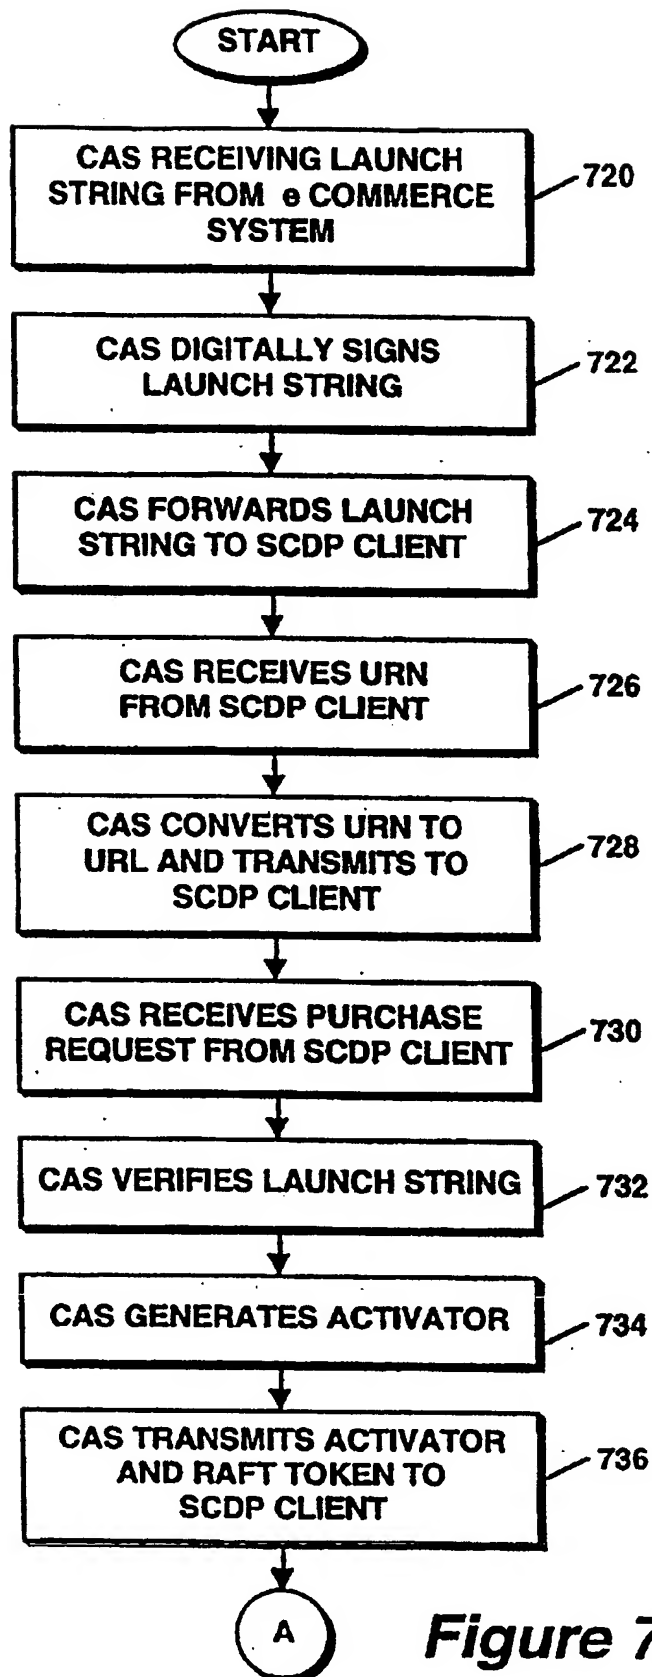 START
CAS RECEIVING LAUNCH
STRING FROM e COMMERCE
SYSTEM
720
CAS DIGITALLY SIGNS
LAUNCH STRING
722
CAS FORWARDS LAUNCH
STRING TO SCDP CLIENT
724
CAS RECEIVES URN
FROM SCDP CLIENT
726
CAS CONVERTS URN TO
URL AND TRANSMITS TO
SCDP CLIENT
728
CAS RECEIVES PURCHASE
REQUEST FROM SCDP CLIENT
730
CAS VERIFIES LAUNCH STRING
732
CAS GENERATES ACTIVATOR
734
CAS TRANSMITS ACTIVATOR
AND RAFT TOKEN TO
SCDP CLIENT
736
A
Figure 7